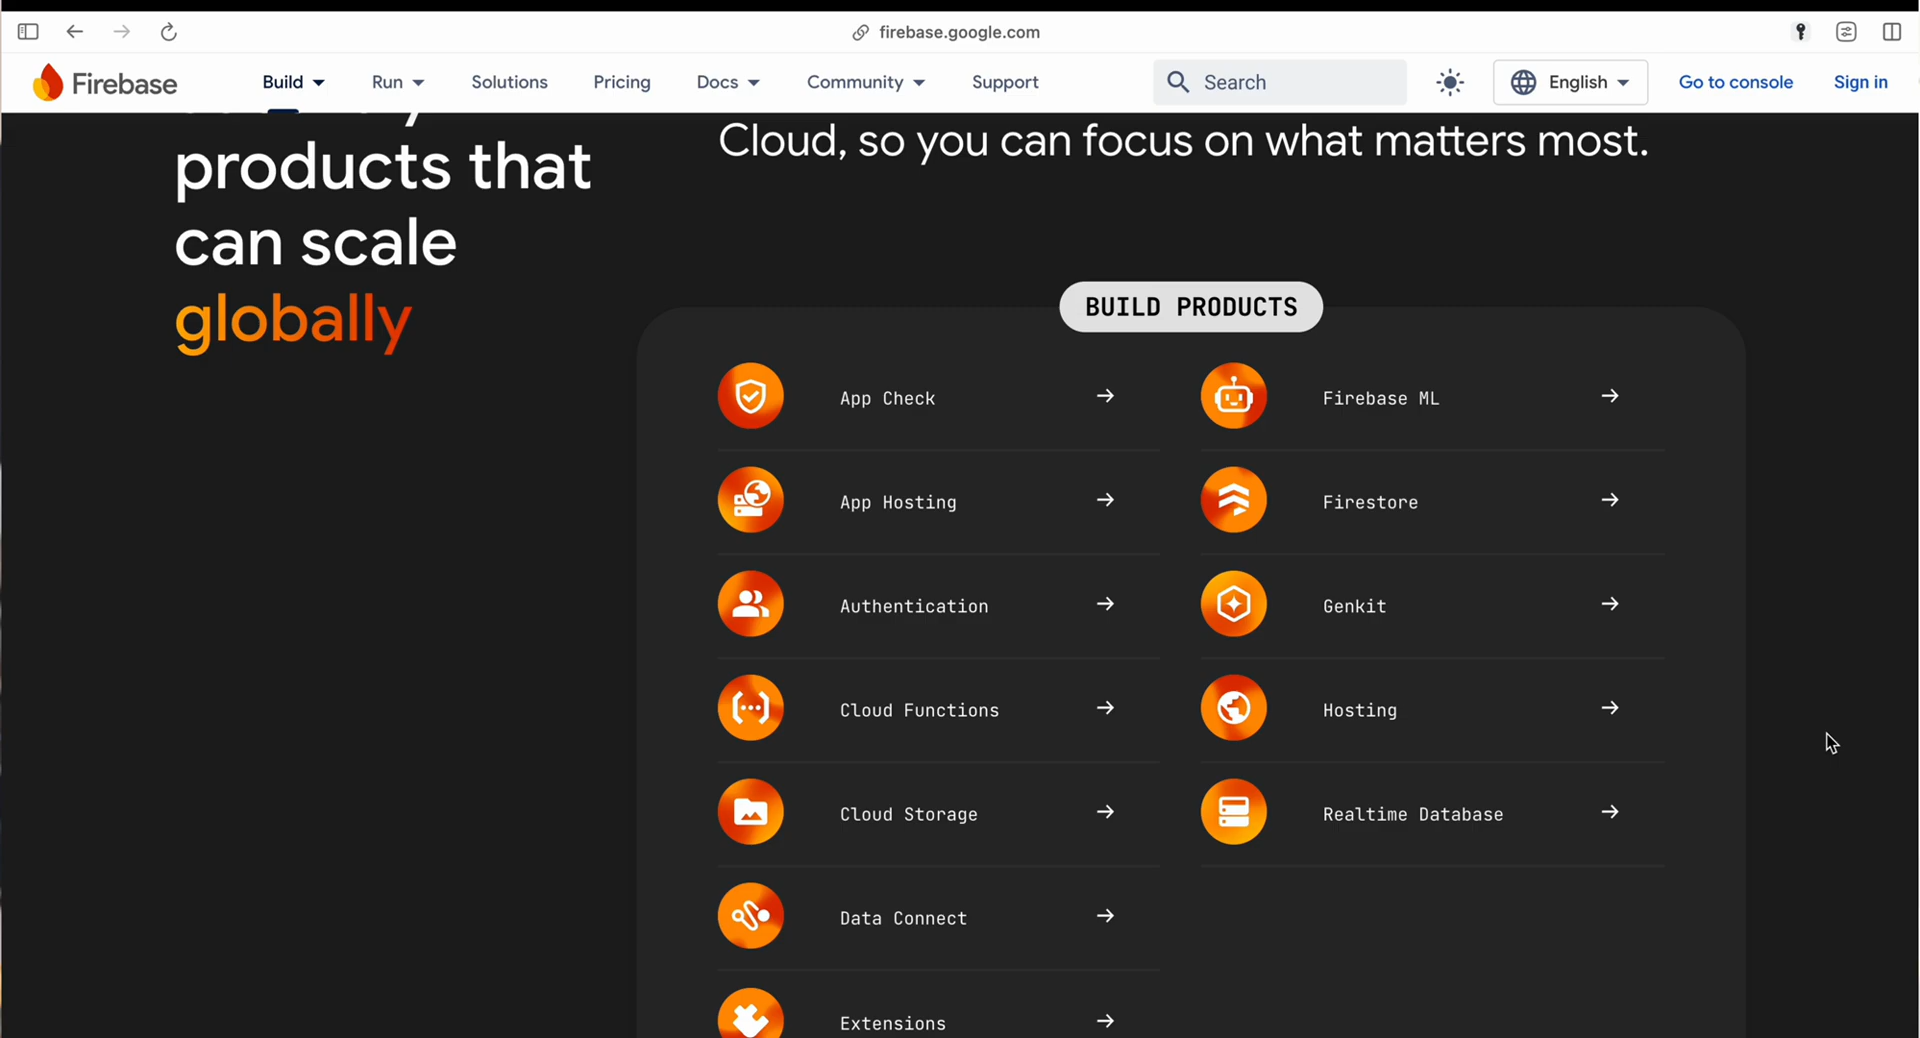 firebase.google.com
Firebase
Build
Run
Solutions
Pricing
Docs
Community
Support
Search
English
Go to console
Sign in
products that
can scale
globally
Cloud, so you can focus on what matters most.
BUILD PRODUCTS
App Check
Firebase ML
App Hosting
Firestore
Authentication
Genkit
Cloud Functions
Hosting
Cloud Storage
Realtime Database
Data Connect
Extensions